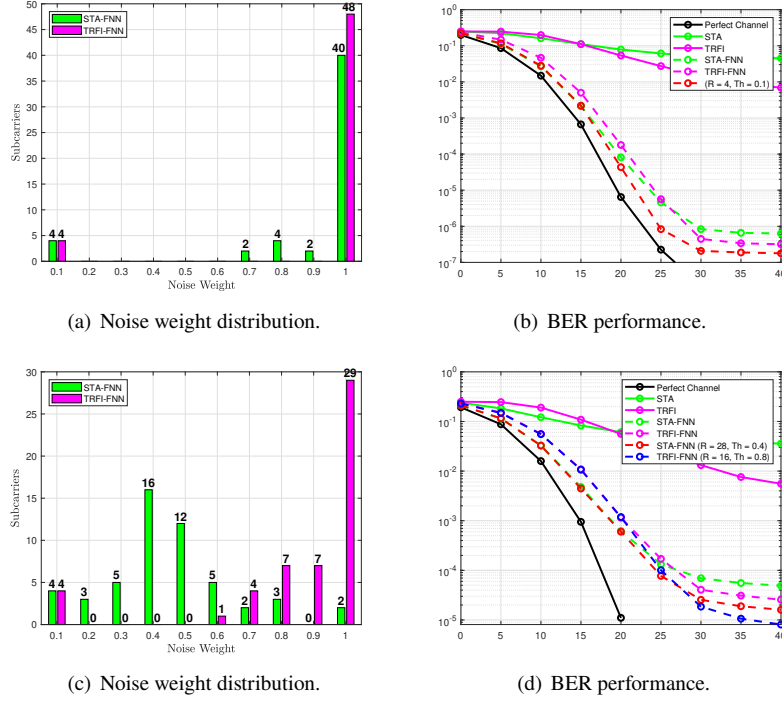 STA-FNN
TRFI-FNN
50
45
40
35
30
25
20
15
10
5
0
Subcarriers
4 4 2 4 2 40 48
0.1 0.2 0.3 0.4 0.5 0.6 0.7 0.8 0.9 1
Noise Weight
(a) Noise weight distribution.
Perfect Channel
STA
TRFI
STA-FNN
TRFI-FNN
(R = 4, Th = 0.1)
10^0
10^-1
10^-2
10^-3
10^-4
10^-5
10^-6
10^-7
0 5 10 15 20 25 30 35 40
(b) BER performance.
STA-FNN
TRFI-FNN
30
25
20
15
10
5
0
Subcarriers
4 4 3 0 5 0 16 0 12 0 5 1 2 4 3 7 0 7 2 29
0.1 0.2 0.3 0.4 0.5 0.6 0.7 0.8 0.9 1
Noise Weight
(c) Noise weight distribution.
Perfect Channel
STA
TRFI
STA-FNN
TRFI-FNN
STA-FNN (R = 28, Th = 0.4)
TRFI-FNN (R = 16, Th = 0.8)
10^0
10^-1
10^-2
10^-3
10^-4
10^-5
0 5 10 15 20 25 30 35 40
(d) BER performance.